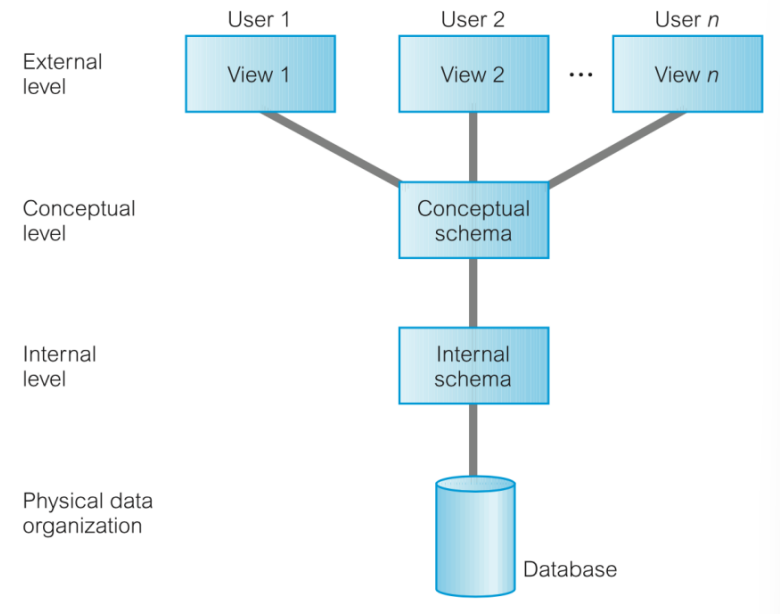 User 1
User 2
User n
External
level
View 1
View 2
...
View n
Conceptual
level
Conceptual
schema
Internal
level
Internal
schema
Physical data
organization
Database